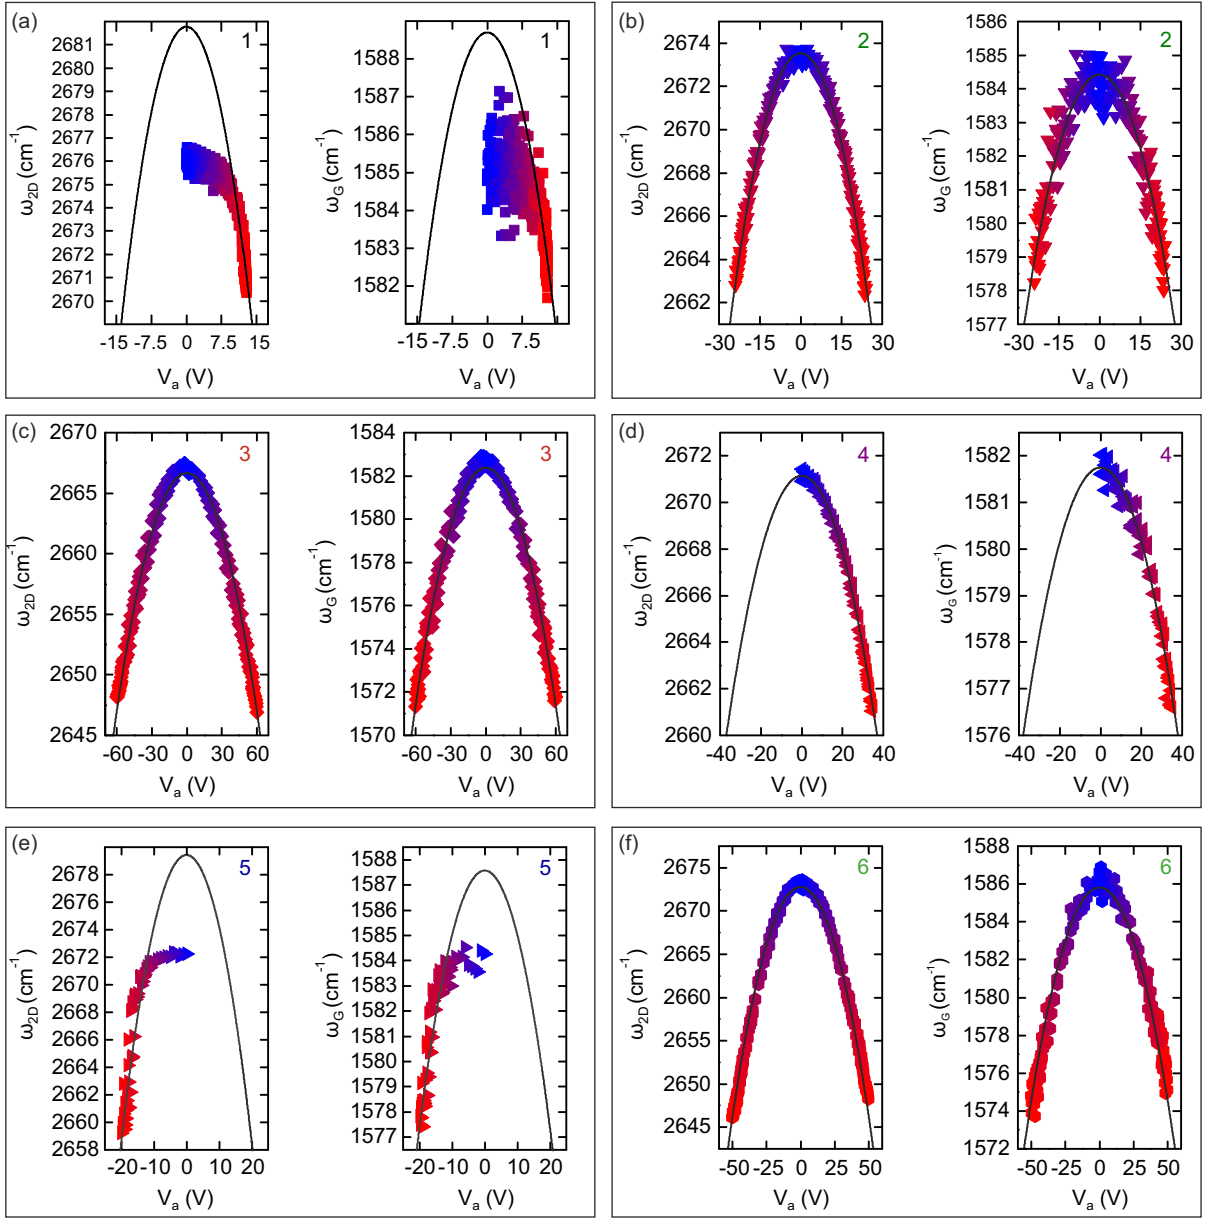 (a)
1
ω2D (cm-1)
2681
2680
2679
2678
2677
2676
2675
2674
2673
2672
2671
2670
-15 -7.5 0 7.5 15
Va (V)
1
ωG (cm-1)
1588
1587
1586
1585
1584
1583
1582
-15 -7.5 0 7.5
Va (V)
(b)
2
ω2D (cm-1)
2674
2672
2670
2668
2666
2664
2662
-30 -15 0 15 30
Va (V)
2
ωG (cm-1)
1586
1585
1584
1583
1582
1581
1580
1579
1578
1577
-30 -15 0 15 30
Va (V)
(c)
3
ω2D (cm-1)
2670
2665
2660
2655
2650
2645
-60 -30 0 30 60
Va (V)
3
ωG (cm-1)
1584
1582
1580
1578
1576
1574
1572
1570
-60 -30 0 30 60
Va (V)
(d)
4
ω2D (cm-1)
2672
2670
2668
2666
2664
2662
2660
-40 -20 0 20 40
Va (V)
4
ωG (cm-1)
1582
1581
1580
1579
1578
1577
1576
-40 -20 0 20 40
Va (V)
(e)
5
ω2D (cm-1)
2678
2676
2674
2672
2670
2668
2666
2664
2662
2660
2658
-20 -10 0 10 20
Va (V)
5
ωG (cm-1)
1588
1587
1586
1585
1584
1583
1582
1581
1580
1579
1578
1577
-20 -10 0 10 20
Va (V)
(f)
6
ω2D (cm-1)
2675
2670
2665
2660
2655
2650
2645
-50 -25 0 25 50
Va (V)
6
ωG (cm-1)
1588
1586
1584
1582
1580
1578
1576
1574
1572
-50 -25 0 25 50
Va (V)